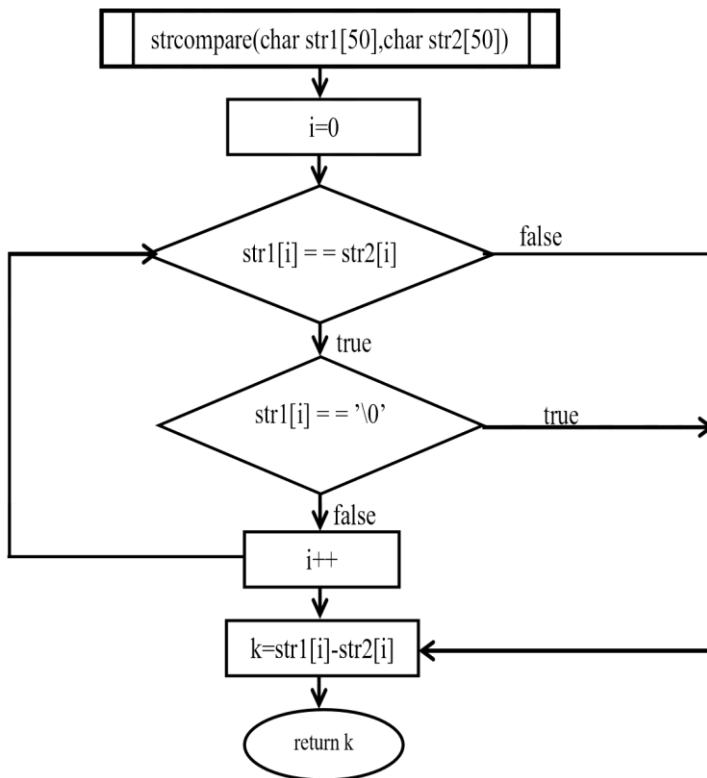 strcompare(char str1[50],char str2[50])
i=0
str1[i] = = str2[i]
false
true
str1[i] = = ’\0’
true
false
i++
k=str1[i]-str2[i]
return k